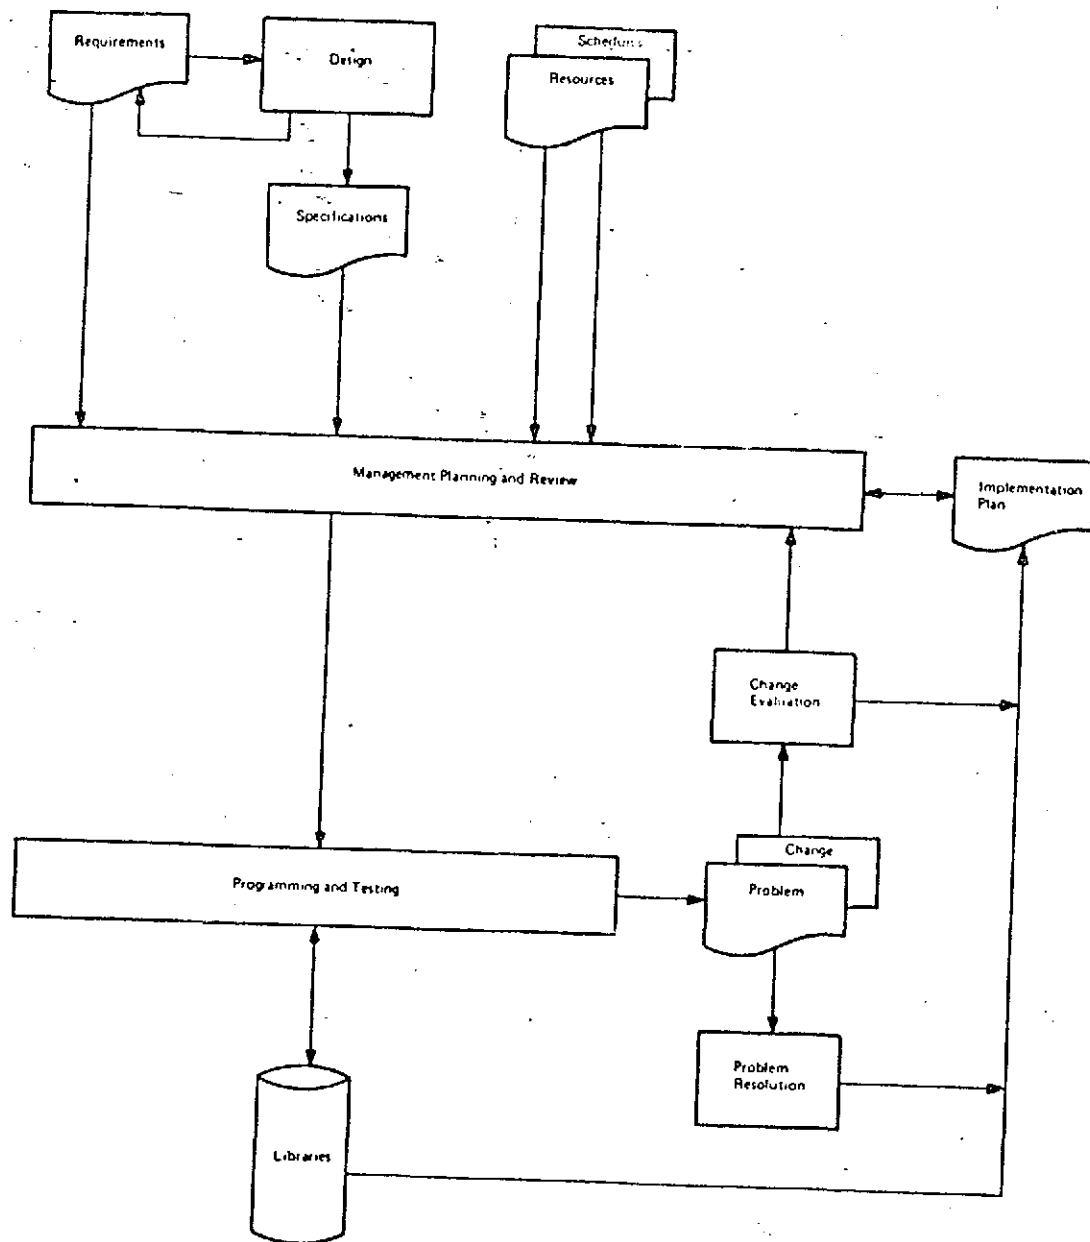 Requirements
Design
Schedules
Resources
Specifications
Management Planning and Review
Implementation
Plan
Change
Evaluation
Change
Programming and Testing
Problem
Problem
Resolution
Libraries